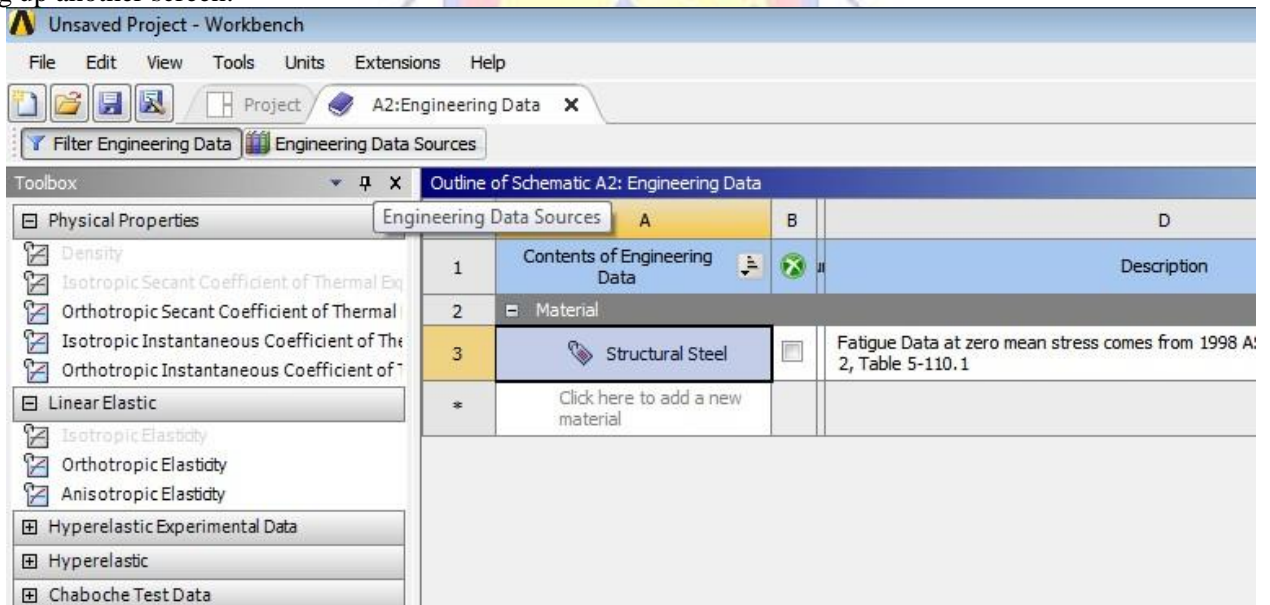 g up another screen.
Unsaved Project - Workbench
File Edit View Tools Units Extensions Help
Project A2:Engineering Data X
Filter Engineering Data Engineering Data Sources
Toolbox
Outline of Schematic A2: Engineering Data
Physical Properties
Engineering Data Sources
A B D
Density
Isotropic Secant Coefficient of Thermal Exp
Orthotropic Secant Coefficient of Thermal
Isotropic Instantaneous Coefficient of The
Orthotropic Instantaneous Coefficient of T
Linear Elastic
Isotropic Elasticity
Orthotropic Elasticity
Anisotropic Elasticity
Hyperelastic Experimental Data
Hyperelastic
Chaboche Test Data
1 Contents of Engineering
Data
Description
2 Material
3 Structural Steel
Fatigue Data at zero mean stress comes from 1998 AS
2, Table 5-110.1
* Click here to add a new
material